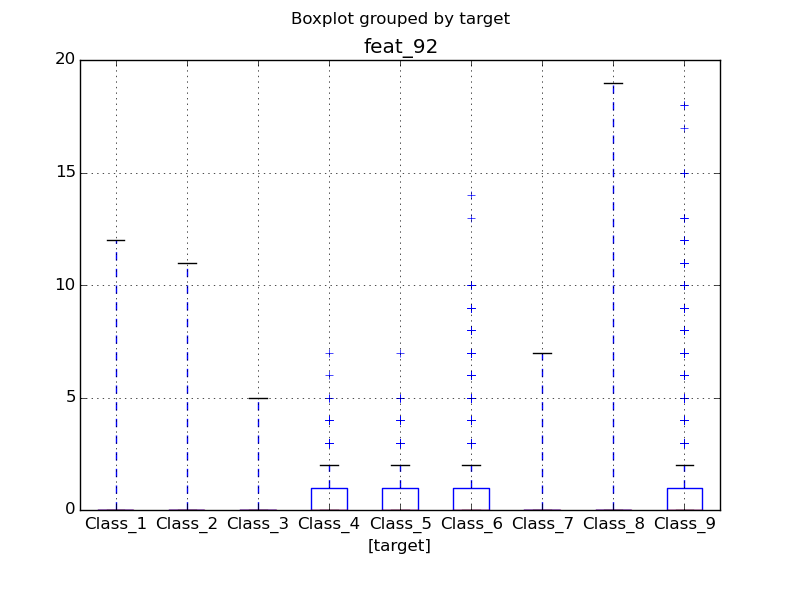 Boxplot grouped by target
feat_92
20
15
10
5
0
Class_1 Class_2 Class_3 Class_4 Class_5 Class_6 Class_7 Class_8 Class_9
[target]